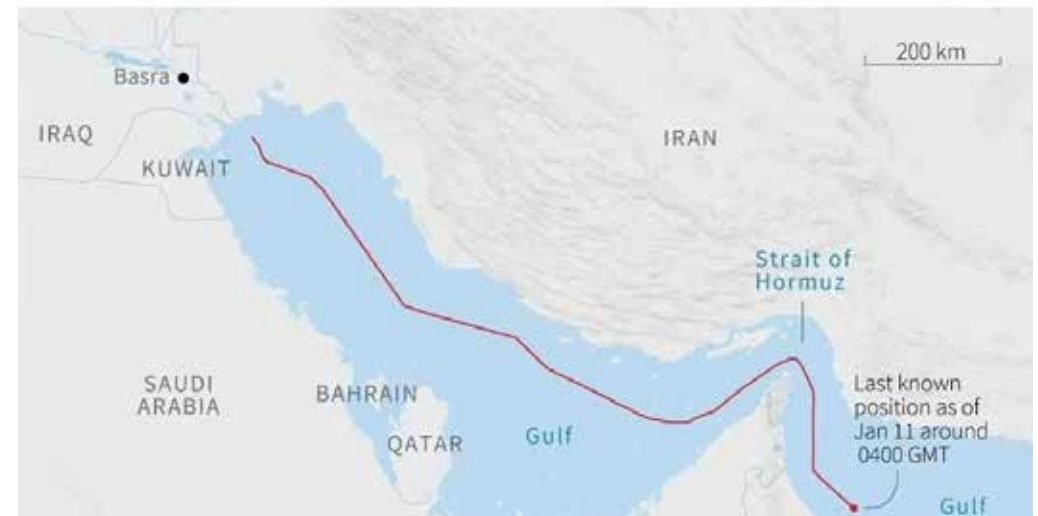 200 km
Basra
IRAQ
IRAN
KUWAIT
Strait of
Hormuz
SAUDI
ARABIA
BAHRAIN
Last known
position as of
Jan 11 around
0400 GMT
QATAR
Gulf
Gulf